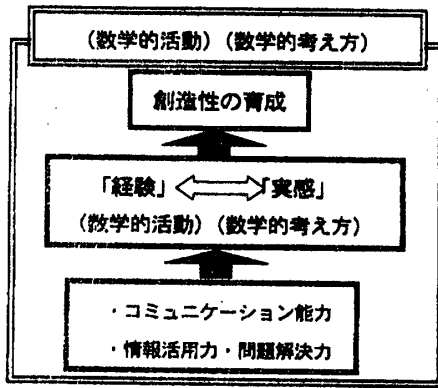 (数学的活動)(数学的考え方)
創造性の育成
「経験」「実感」
(数学的活動)(数学的考え方)
・コミュニケーション能力
・情報活用力・問題解決力